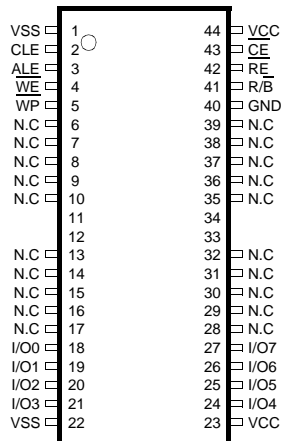 VSS 1 44 VCC
CLE 2 43 CE
ALE 3 42 RE
WE 4 41 R/B
WP 5 40 GND
N.C 6 39 N.C
N.C 7 38 N.C
N.C 8 37 N.C
N.C 9 36 N.C
N.C 10 35 N.C
11 34
12 33
N.C 13 32 N.C
N.C 14 31 N.C
N.C 15 30 N.C
N.C 16 29 N.C
N.C 17 28 N.C
I/O0 18 27 I/O7
I/O1 19 26 I/O6
I/O2 20 25 I/O5
I/O3 21 24 I/O4
VSS 22 23 VCC